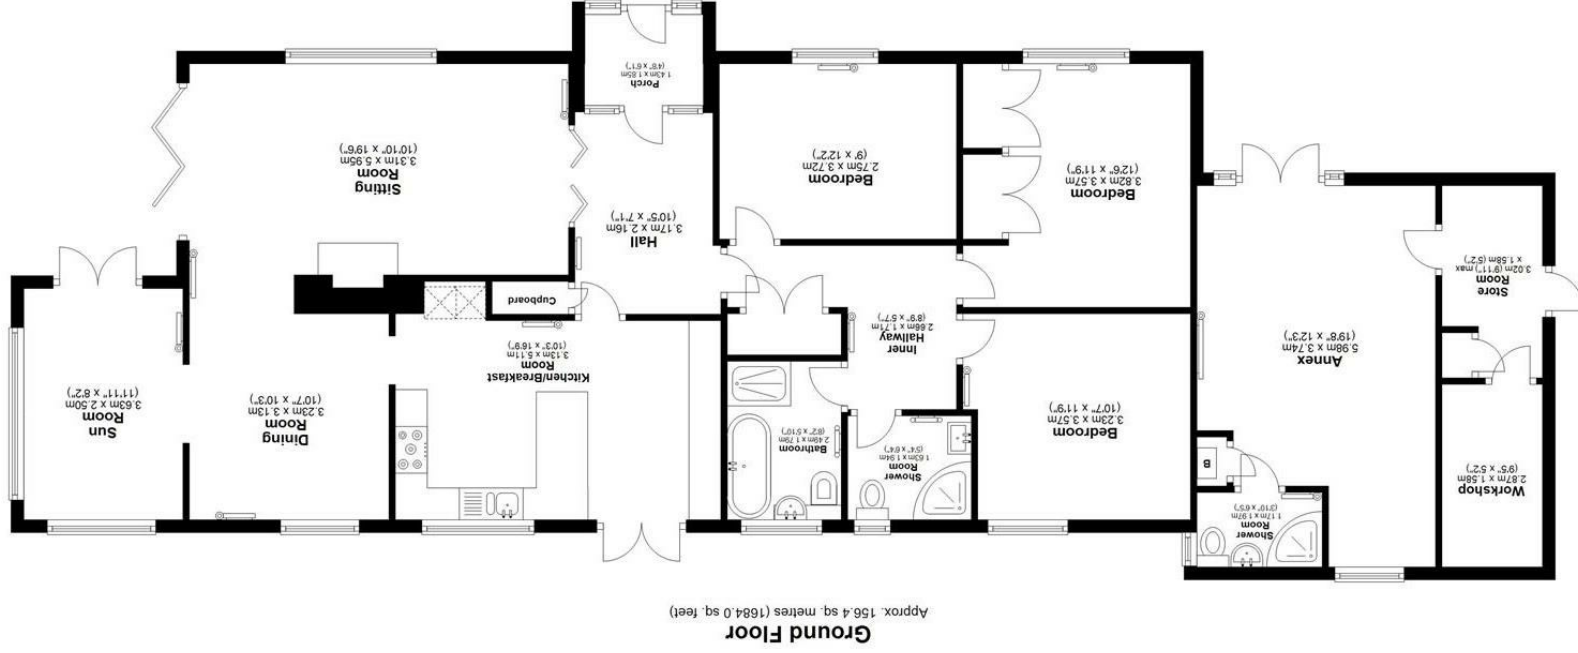 Ground Floor
Approx. 156.4 sq. metres (1684.0 sq. feet)
Workshop
2.87m x 1.58m
(9'5" x 5'2")
Shower
Room
1.17m x 1.97m
(3'10" x 6'5")
B
Annex
5.98m x 3.74m
(19'8" x 12'3")
Store
Room
3.02m (9'11") max
x 1.58m (5'2")
Bedroom
3.23m x 3.57m
(10'7" x 11'9")
Shower
Room
1.63m x 1.94m
(5'4" x 6'4")
Bathroom
2.49m x 1.79m
(8'2" x 5'10")
Inner
Hallway
2.66m x 1.71m
(8'9" x 5'7")
Kitchen/Breakfast
Room
3.13m x 5.11m
(10'3" x 16'9")
Dining
Room
3.23m x 3.13m
(10'7" x 10'3")
Sun
Room
3.63m x 2.50m
(11'11" x 8'2")
Cupboard
Bedroom
3.82m x 3.57m
(12'6" x 11'9")
Bedroom
2.75m x 3.72m
(9' x 12'2")
Hall
3.17m x 2.16m
(10'5" x 7'1")
Sitting
Room
3.31m x 5.95m
(10'10" x 19'6")
Porch
1.43m x 1.85m
(4'8" x 6'1")